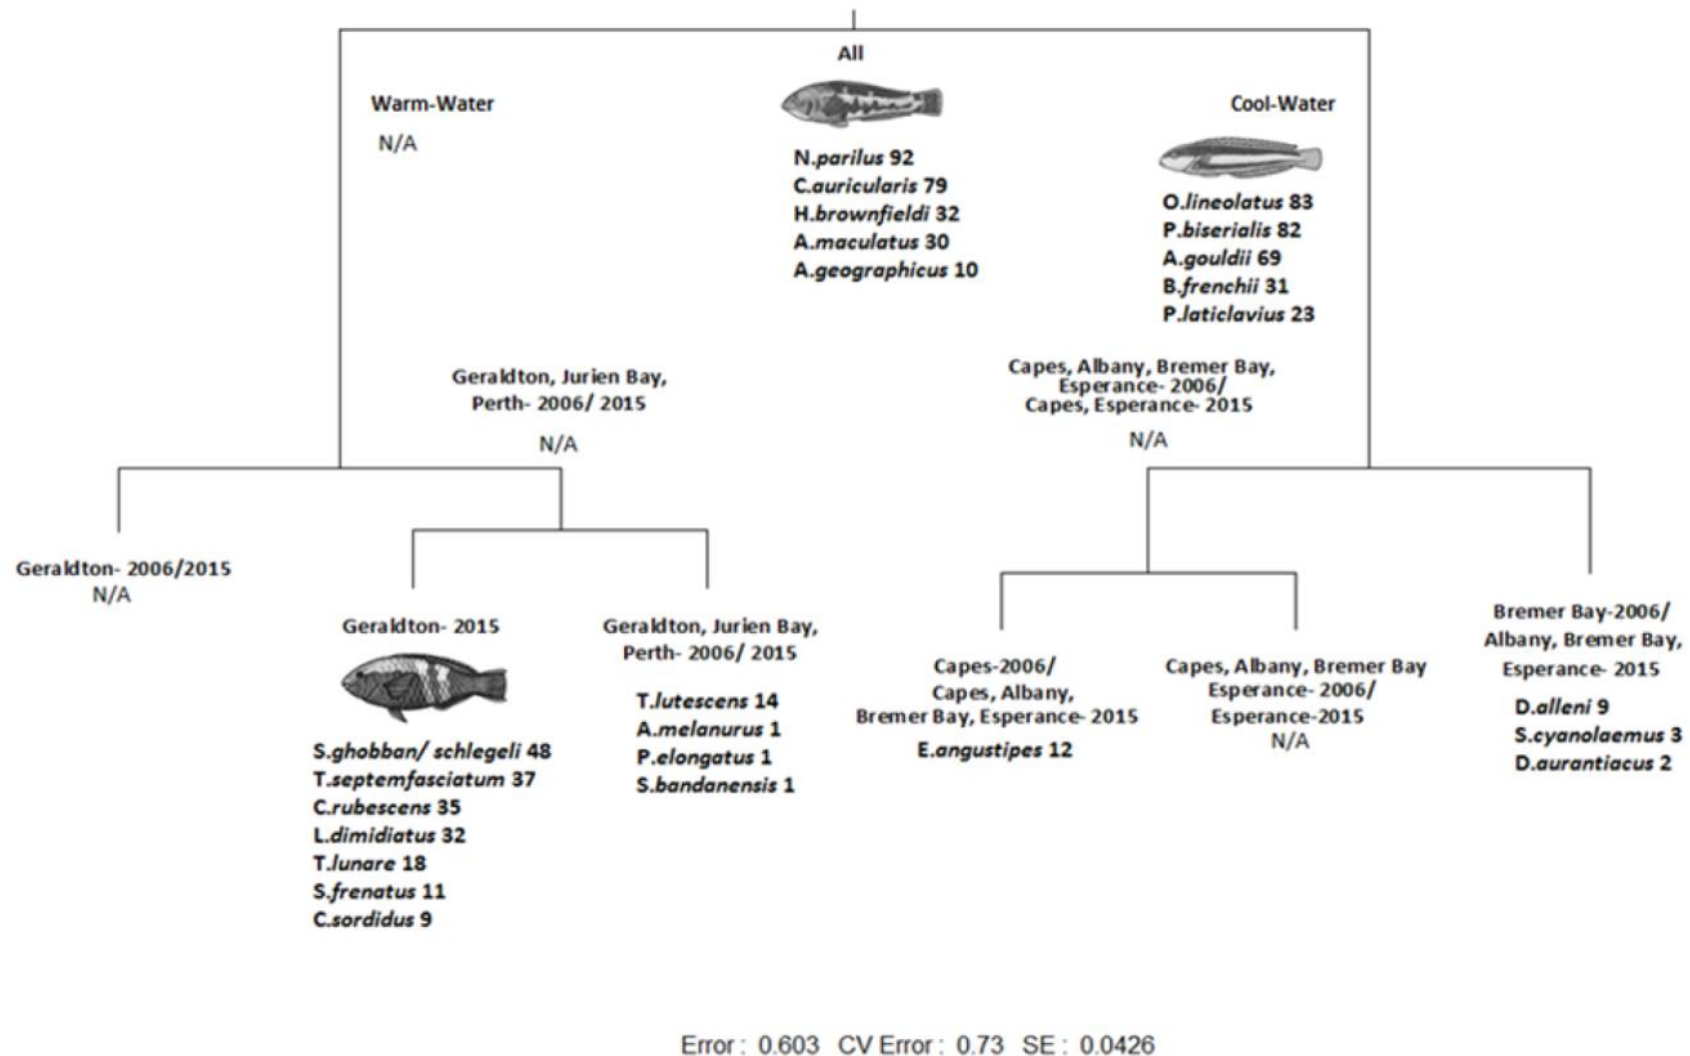 All
Warm-Water
N/A
N.parilus 92
C.auricularis 79
H.brownfieldi 32
A.maculatus 30
A.geographicus 10
Cool-Water
O.lineolatus 83
P.biserialis 82
A.gouldii 69
B.frenchii 31
P.laticlavius 23
Geraldton, Jurien Bay,
Perth- 2006/ 2015
N/A
Capes, Albany, Bremer Bay,
Esperance- 2006/
Capes, Esperance- 2015
N/A
Geraldton- 2006/2015
N/A
Geraldton- 2015
S.ghobban/ schlegeli 48
T.septemfasciatum 37
C.rubescens 35
L.dimidiatus 32
T.lunare 18
S.frenatus 11
C.sordidus 9
Geraldton, Jurien Bay,
Perth- 2006/ 2015
T.lutescens 14
A.melanurus 1
P.elongatus 1
S.bandanensis 1
Capes-2006/
Capes, Albany,
Bremer Bay, Esperance- 2015
E.angustipes 12
Capes, Albany, Bremer Bay
Esperance- 2006/
Esperance-2015
N/A
Bremer Bay-2006/
Albany, Bremer Bay,
Esperance- 2015
D.alleni 9
S.cyanolaemus 3
D.aurantiacus 2
Error : 0.603 CV Error : 0.73 SE : 0.0426